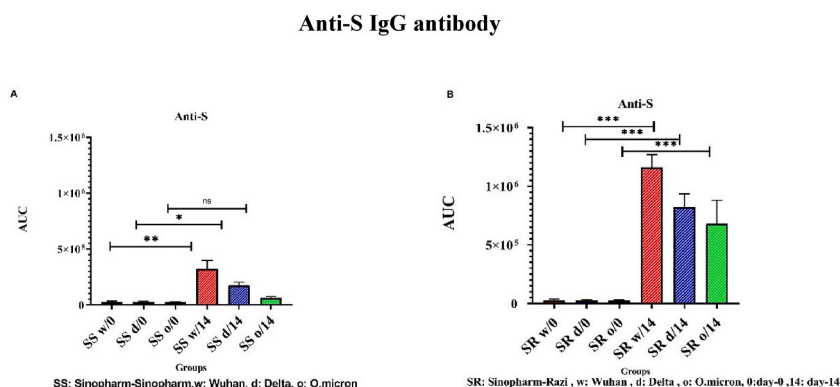 Anti-S IgG antibody
A
Anti-S
1.5×10⁶
1×10⁶
5×10⁵
0
AUC
ns
*
**
SS w/0
SS d/0
SS o/0
SS w/14
SS d/14
SS o/14
Groups
SS: Sinopharm-Sinopharm,w: Wuhan, d: Delta, o: O.micron
B
Anti-S
***
***
***
1.5×10⁶
1×10⁶
5×10⁵
0
AUC
SR w/0
SR d/0
SR o/0
SR w/14
SR d/14
SR o/14
Groups
SR: Sinopharm-Razi , w: Wuhan , d: Delta , o: O.micron, 0:day-0 ,14: day-14